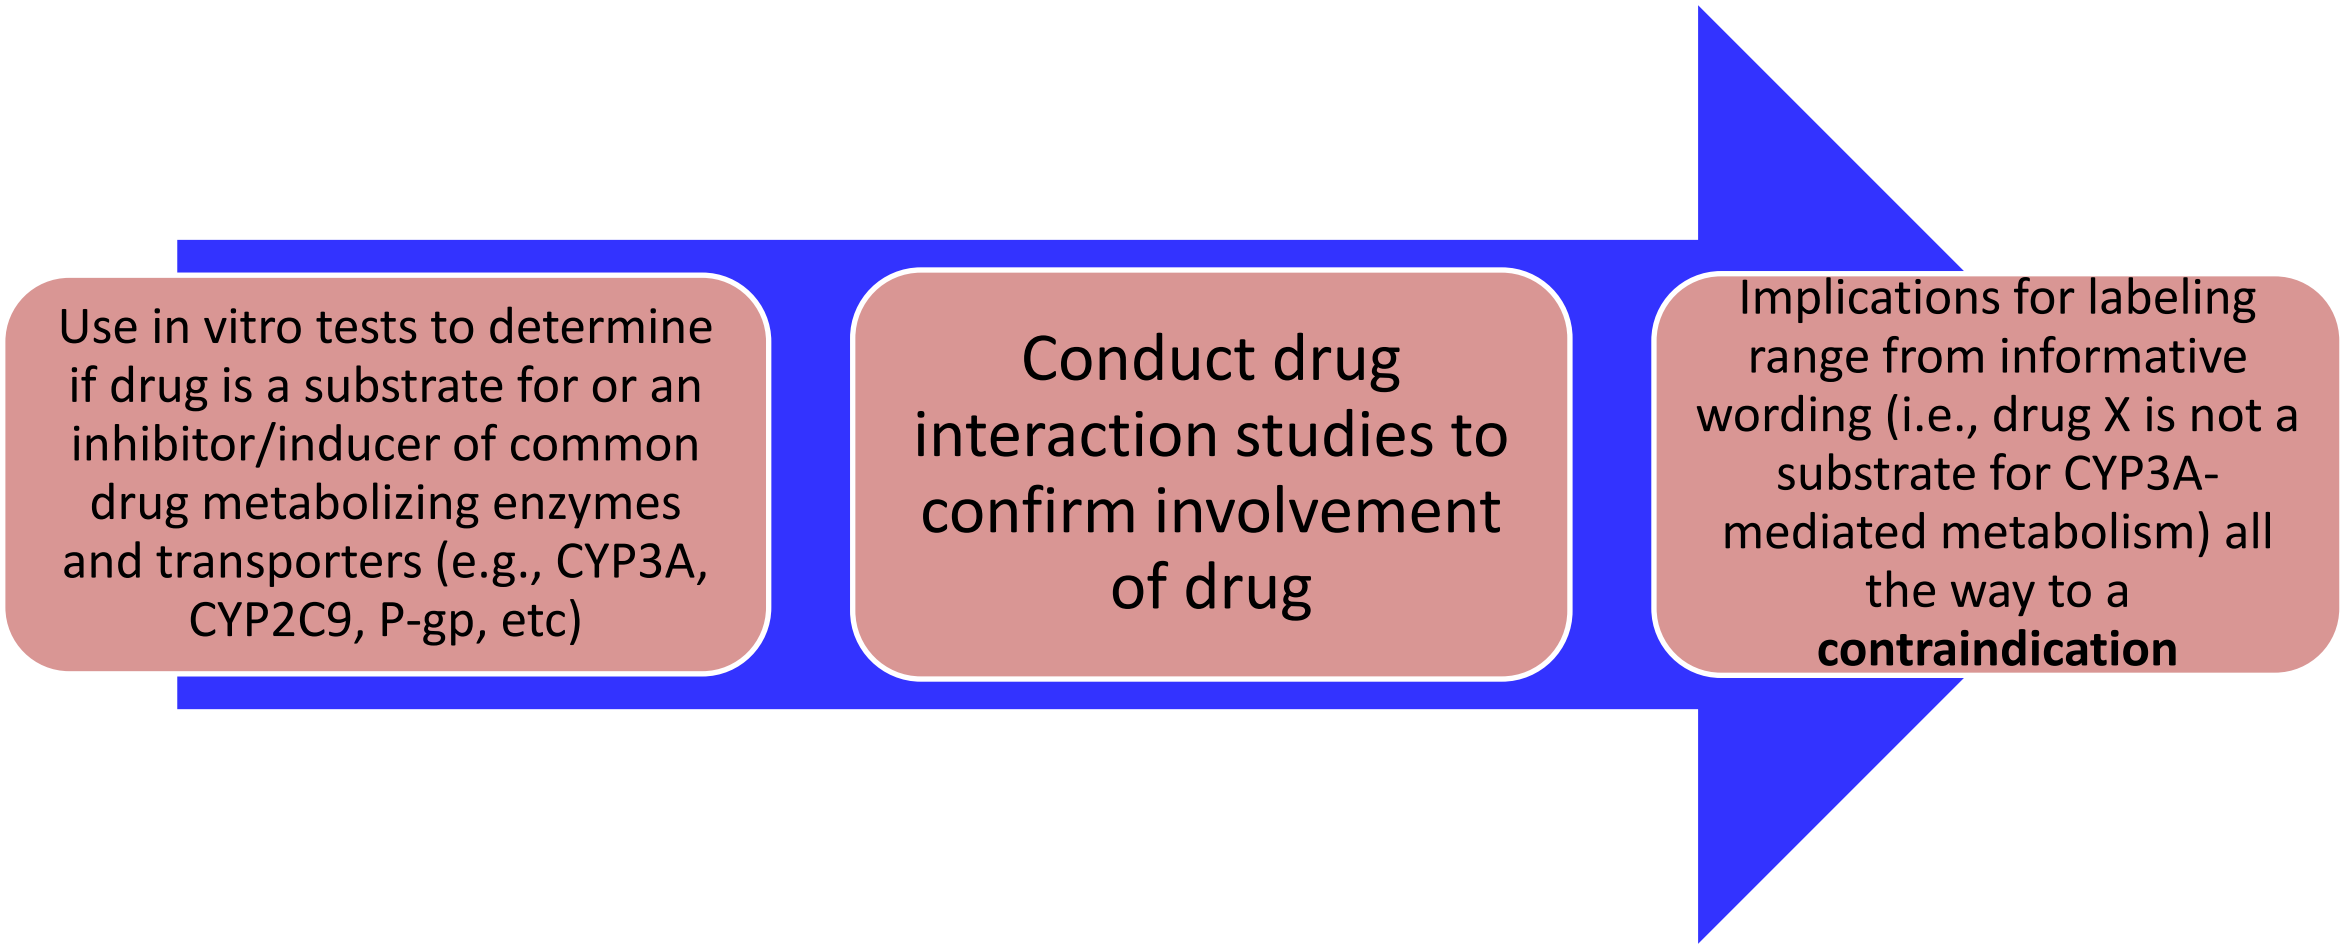 Use in vitro tests to determine
if drug is a substrate for or an
inhibitor/inducer of common
drug metabolizing enzymes
and transporters (e.g., CYP3A,
CYP2C9, P-gp, etc)
Conduct drug
interaction studies to
confirm involvement
of drug
Implications for labeling
range from informative
wording (i.e., drug X is not a
substrate for CYP3A-
mediated metabolism) all
the way to a
contraindication